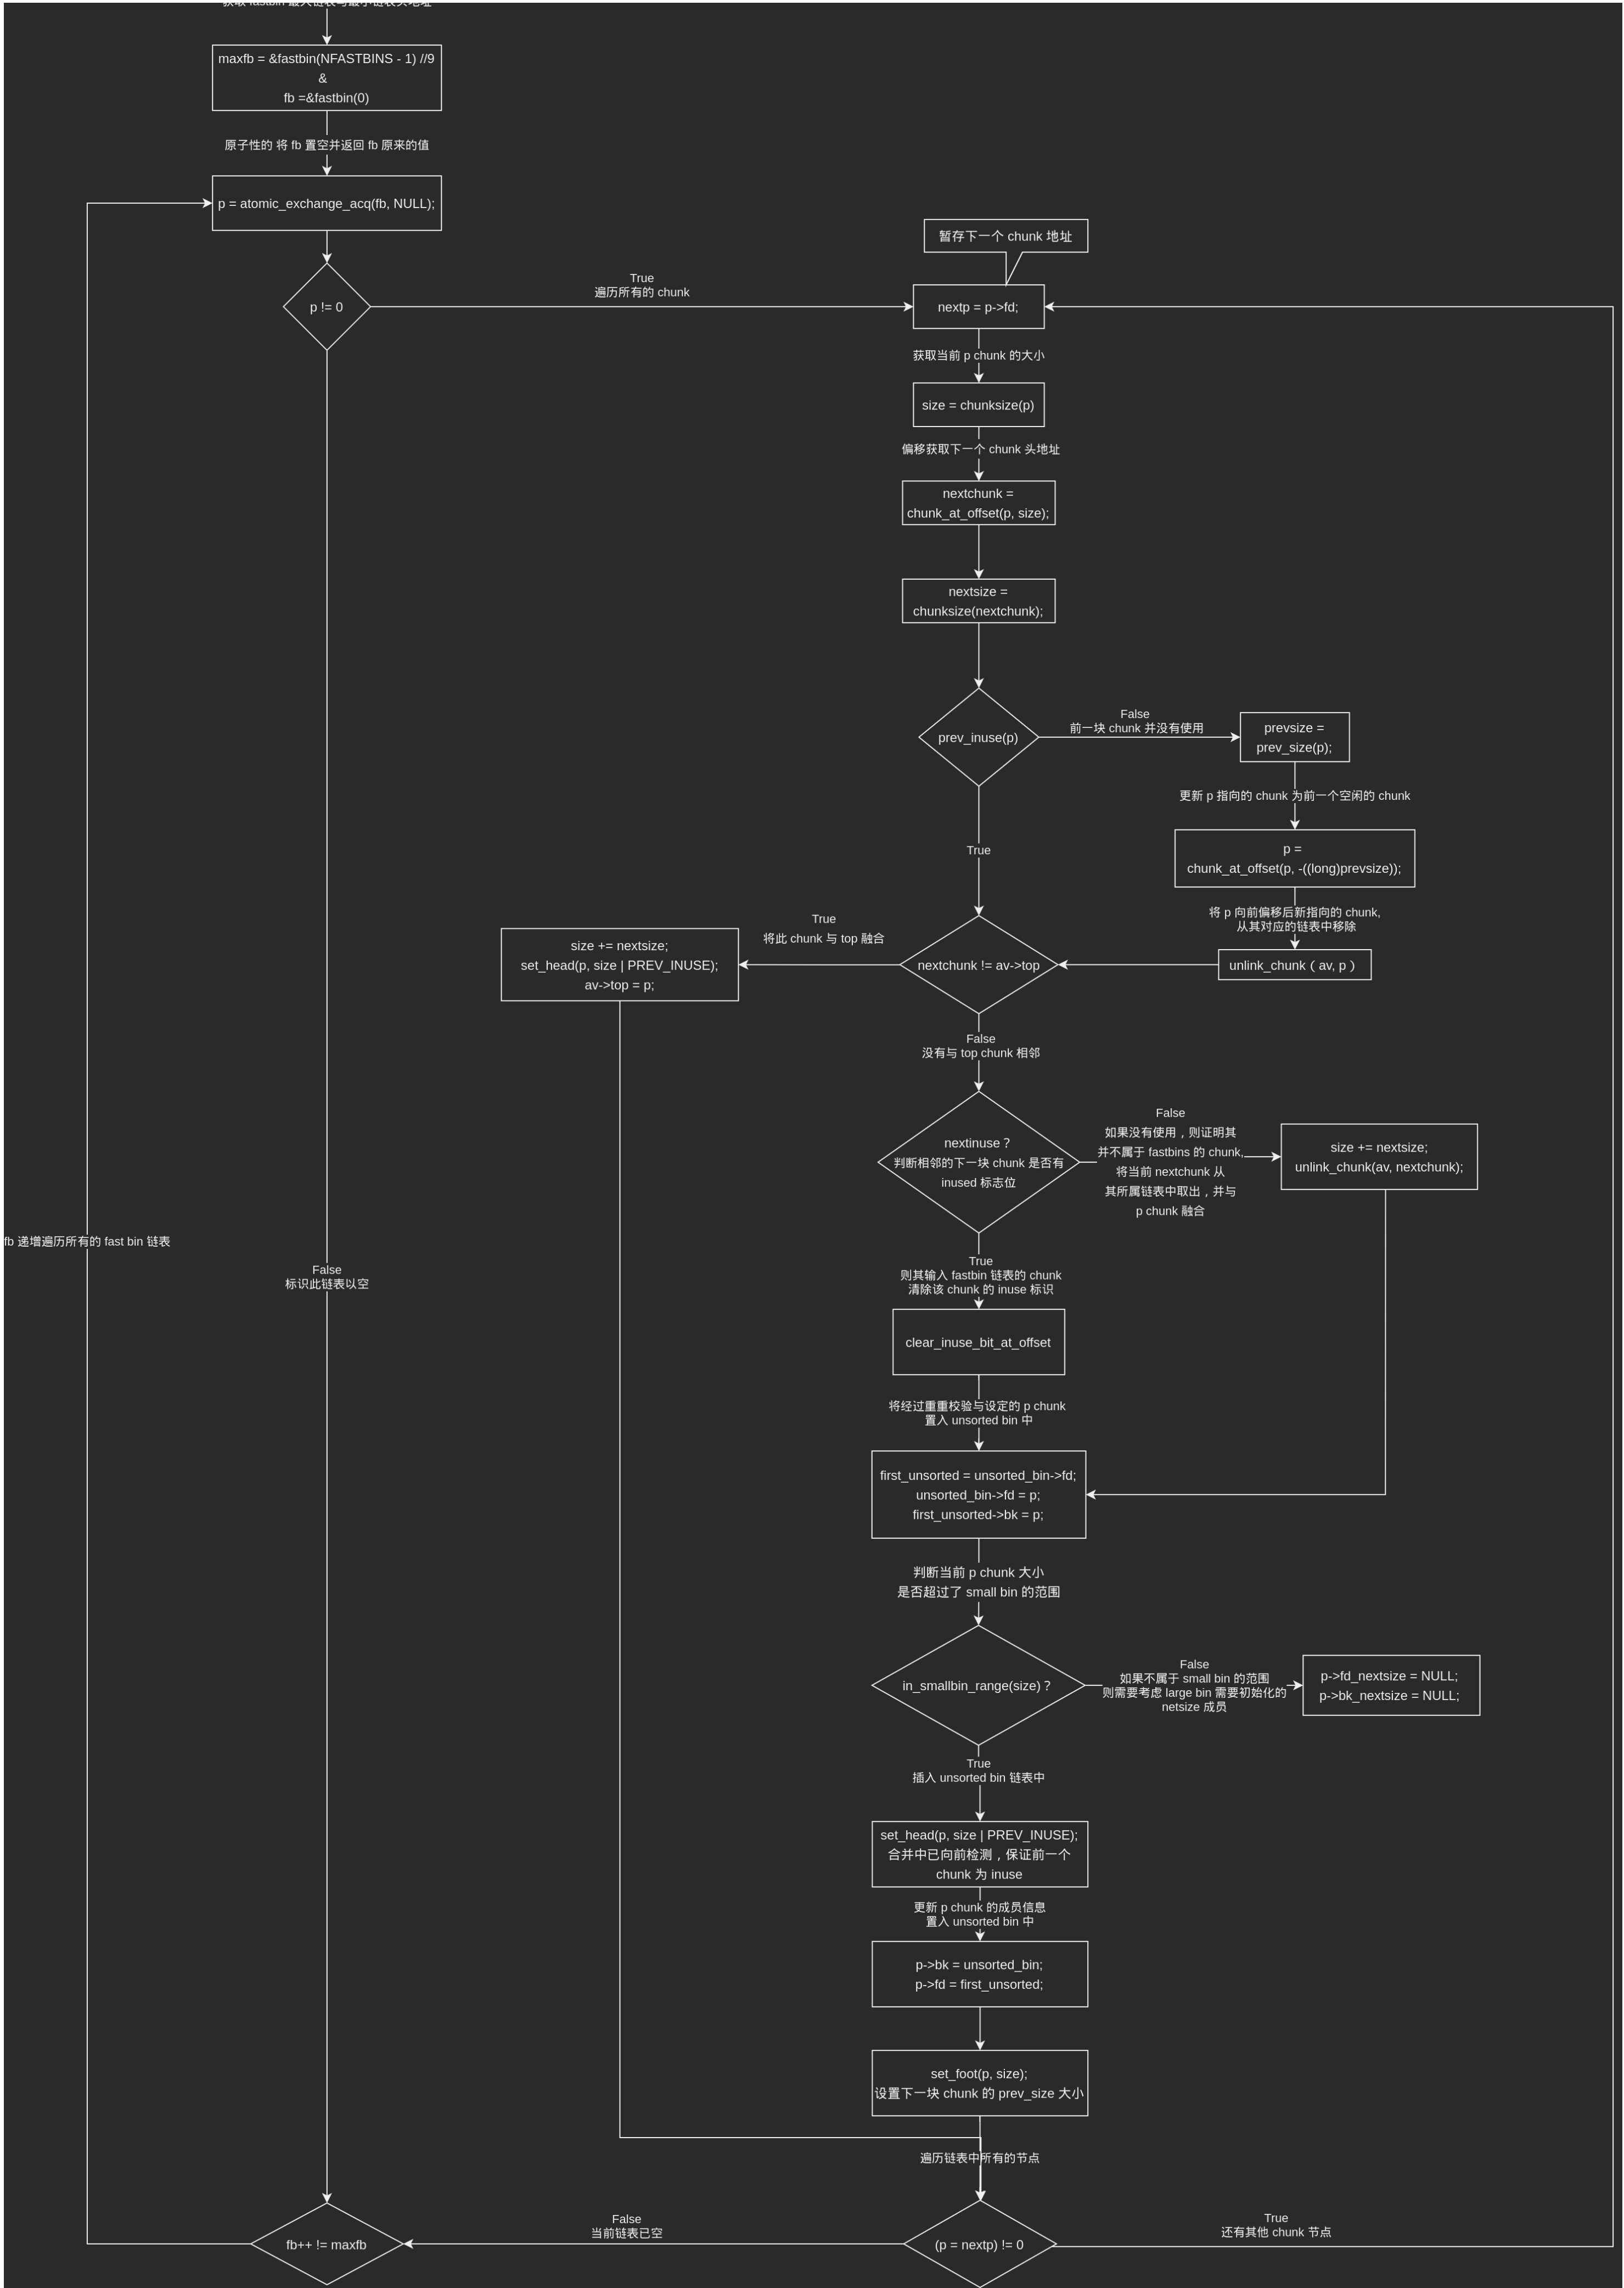 获取 fastbin 最大链表与最小链表头地址
maxfb = &fastbin(NFASTBINS - 1) //9
&
fb =&fastbin(0)
原子性的 将 fb 置空并返回 fb 原来的值
p = atomic_exchange_acq(fb, NULL);
p != 0
True
遍历所有的 chunk
暂存下一个 chunk 地址
nextp = p->fd;
获取当前 p chunk 的大小
size = chunksize(p)
偏移获取下一个 chunk 头地址
nextchunk =
chunk_at_offset(p, size);
nextsize =
chunksize(nextchunk);
prev_inuse(p)
False
前一块 chunk 并没有使用
prevsize =
prev_size(p);
更新 p 指向的 chunk 为前一个空闲的 chunk
p =
chunk_at_offset(p, -((long)prevsize));
True
将 p 向前偏移后新指向的 chunk,
从其对应的链表中移除
unlink_chunk（av, p）
nextchunk != av->top
True
将此 chunk 与 top 融合
size += nextsize;
set_head(p, size | PREV_INUSE);
av->top = p;
False
没有与 top chunk 相邻
nextinuse？
判断相邻的下一块 chunk 是否有
inused 标志位
False
如果没有使用，则证明其
并不属于 fastbins 的 chunk,
将当前 nextchunk 从
其所属链表中取出，并与
p chunk 融合
size += nextsize;
unlink_chunk(av, nextchunk);
fb 递增遍历所有的 fast bin 链表
False
标识此链表以空
True
则其输入 fastbin 链表的 chunk
清除该 chunk 的 inuse 标识
clear_inuse_bit_at_offset
将经过重重校验与设定的 p chunk
置入 unsorted bin 中
first_unsorted = unsorted_bin->fd;
unsorted_bin->fd = p;
first_unsorted->bk = p;
判断当前 p chunk 大小
是否超过了 small bin 的范围
in_smallbin_range(size)？
False
如果不属于 small bin 的范围
则需要考虑 large bin 需要初始化的
netsize 成员
p->fd_nextsize = NULL;
p->bk_nextsize = NULL;
True
插入 unsorted bin 链表中
set_head(p, size | PREV_INUSE);
合并中已向前检测，保证前一个
chunk 为 inuse
更新 p chunk 的成员信息
置入 unsorted bin 中
p->bk = unsorted_bin;
p->fd = first_unsorted;
set_foot(p, size);
设置下一块 chunk 的 prev_size 大小
遍历链表中所有的节点
(p = nextp) != 0
True
还有其他 chunk 节点
False
当前链表已空
fb++ != maxfb